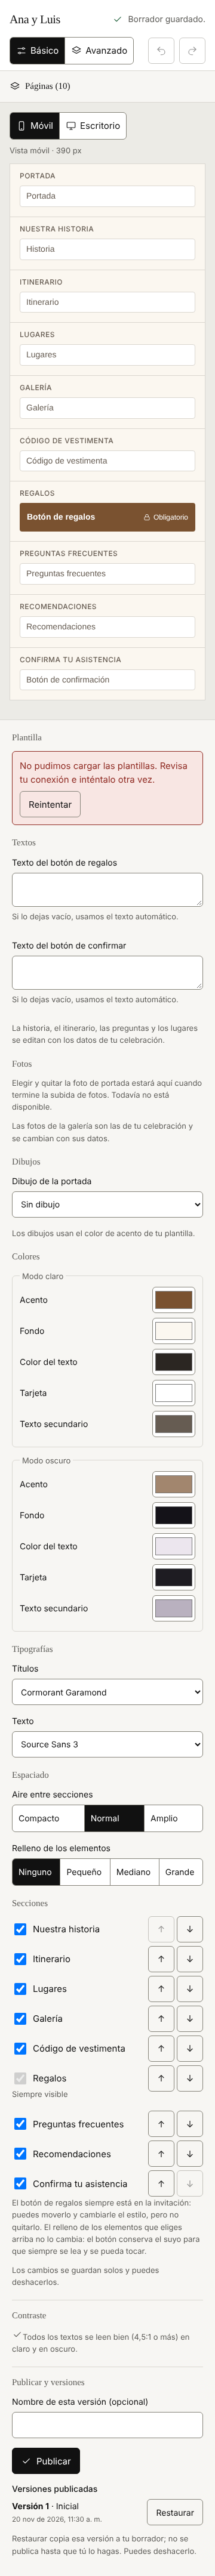 Ana y Luis
Borrador guardado.
Básico
Avanzado
Páginas (10)
Móvil
Escritorio
Vista móvil · 390 px
PORTADA
Portada
NUESTRA HISTORIA
Historia
ITINERARIO
Itinerario
LUGARES
Lugares
GALERÍA
Galería
CÓDIGO DE VESTIMENTA
Código de vestimenta
REGALOS
Botón de regalos
Obligatorio
PREGUNTAS FRECUENTES
Preguntas frecuentes
RECOMENDACIONES
Recomendaciones
CONFIRMA TU ASISTENCIA
Botón de confirmación
Plantilla
No pudimos cargar las plantillas. Revisa
tu conexión e inténtalo otra vez.
Reintentar
Textos
Texto del botón de regalos
Si lo dejas vacío, usamos el texto automático.
Texto del botón de confirmar
Si lo dejas vacío, usamos el texto automático.
La historia, el itinerario, las preguntas y los lugares
se editan con los datos de tu celebración.
Fotos
Elegir y quitar la foto de portada estará aquí cuando
termine la subida de fotos. Todavía no está
disponible.
Las fotos de la galería son las de tu celebración y
se cambian con sus datos.
Dibujos
Dibujo de la portada
Sin dibujo
Los dibujos usan el color de acento de tu plantilla.
Colores
Modo claro
Acento
Fondo
Color del texto
Tarjeta
Texto secundario
Modo oscuro
Acento
Fondo
Color del texto
Tarjeta
Texto secundario
Tipografías
Títulos
Cormorant Garamond
Texto
Source Sans 3
Espaciado
Aire entre secciones
Compacto
Normal
Amplio
Relleno de los elementos
Ninguno
Pequeño
Mediano
Grande
Secciones
Nuestra historia
Itinerario
Lugares
Galería
Código de vestimenta
Regalos
Siempre visible
Preguntas frecuentes
Recomendaciones
Confirma tu asistencia
El botón de regalos siempre está en la invitación:
puedes moverlo y cambiarle el estilo, pero no
quitarlo. El relleno de los elementos que eliges
arriba no lo cambia: el botón conserva el suyo para
que siempre se lea y se pueda tocar.
Los cambios se guardan solos y puedes
deshacerlos.
Contraste
Todos los textos se leen bien (4,5:1 o más) en
claro y en oscuro.
Publicar y versiones
Nombre de esta versión (opcional)
Publicar
Versiones publicadas
Versión 1 · Inicial
20 nov de 2026, 11:30 a. m.
Restaurar
Restaurar copia esa versión a tu borrador; no se
publica hasta que tú lo hagas. Puedes deshacerlo.